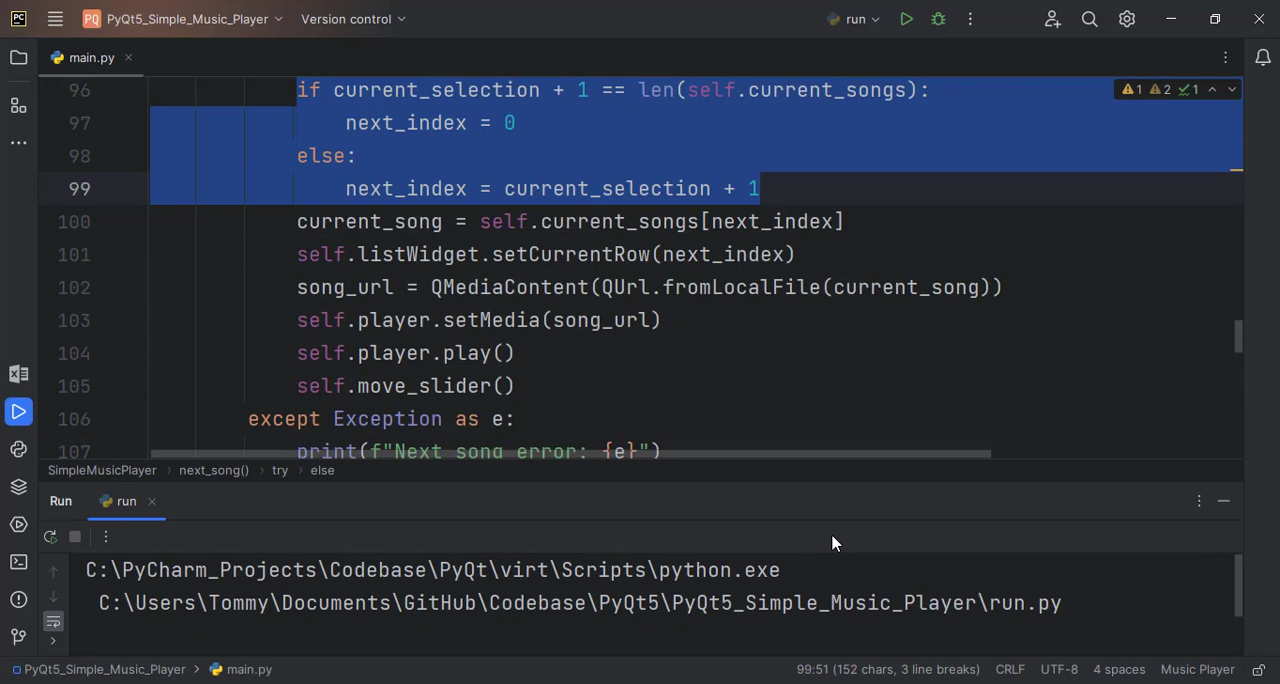 PC PQ PyQt5_Simple_Music_Player Version control run
main.py
96 if current_selection + 1 == len(self.current_songs): 1 2 1
97 next_index = 0
98 else:
99 next_index = current_selection + 1
100 current_song = self.current_songs[next_index]
101 self.listWidget.setCurrentRow(next_index)
102 song_url = QMediaContent(QUrl.fromLocalFile(current_song))
103 self.player.setMedia(song_url)
104 self.player.play()
105 self.move_slider()
106 except Exception as e:
107 print(f"Next song error: {e}")
SimpleMusicPlayer › next_song() › try › else
Run run
C:\PyCharm_Projects\Codebase\PyQt\virt\Scripts\python.exe
C:\Users\Tommy\Documents\GitHub\Codebase\PyQt5\PyQt5_Simple_Music_Player\run.py
PyQt5_Simple_Music_Player › main.py 99:51 (152 chars, 3 line breaks) CRLF UTF-8 4 spaces Music Player